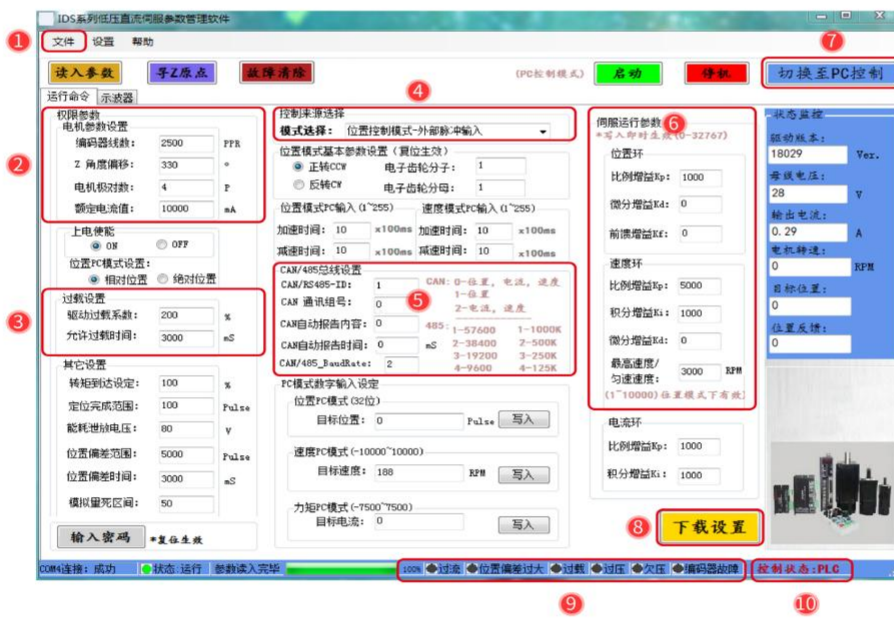 IDS系列低压直流伺服参数管理软件
① 文件 设置 帮助 ⑦
读入参数 寻Z原点 故障清除 (PC控制模式) 启动 停机 切换至PC控制
运行命令 示波器 ④
权限参数
电机参数设置
② 编码器线数: 2500 PPR
Z 角度偏移: 330 °
电机极对数: 4 P
额定电流值: 10000 mA
上电使能
ON OFF
位置PC模式设置:
相对位置 绝对位置
③ 过载设置
驱动过载系数: 200 %
允许过载时间: 3000 mS
其它设置
转矩到达设定: 100 %
定位完成范围: 100 Pulse
能耗泄放电压: 80 V
位置偏差范围: 5000 Pulse
位置偏差时间: 3000 mS
模拟量死区间: 50
输入密码 *复位生效
控制来源选择
模式选择: 位置控制模式-外部脉冲输入
位置模式基本参数设置(复位生效)
正转CCW 电子齿轮分子: 1
反转CW 电子齿轮分母: 1
位置模式PC输入(1~255) 速度模式PC输入(1~255)
加速时间: 10 x100ms 加速时间: 10 x100ms
减速时间: 10 x100ms 减速时间: 10 x100ms
CAN/485总线设置 ⑤
CAN/RS485-ID: 1 CAN: 0-位置, 电流, 速度
CAN 通讯组号: 0 1-位置
2-电流, 速度
CAN自动报告内容: 0 485: 1-57600 1-1000K
CAN自动报告时间: 0 mS 2-38400 2-500K
3-19200 3-250K
CAN/485_BaudRate: 2 4-9600 4-125K
PC模式数字输入设定
位置PC模式(32位)
目标位置: 0 Pulse 写入
速度PC模式(-10000~10000)
目标速度: 188 RPM 写入
力矩PC模式(-7500~7500)
目标电流: 0 写入
伺服运行参数 ⑥
*写入即时生效(0-32767)
位置环
比例增益Kp: 1000
微分增益Kd: 0
前馈增益Kf: 0
速度环
比例增益Kp: 5000
积分增益Ki: 1000
微分增益Kd: 0
最高速度/
匀速速度: 3000 RPM
(1~10000)位置模式下有效)
电流环
比例增益Kp: 1000
积分增益Ki: 1000
⑧ 下载设置
状态监控
驱动版本:
18029 Ver.
母线电压:
28 V
输出电流:
0.29 A
电机转速:
0 RPM
目标位置:
0
位置反馈:
0
COM4连接: 成功 状态:运行 参数读入完毕 100% 过流 位置偏差过大 过载 过压 欠压 编码器故障 控制状态:PLC
⑨ ⑩